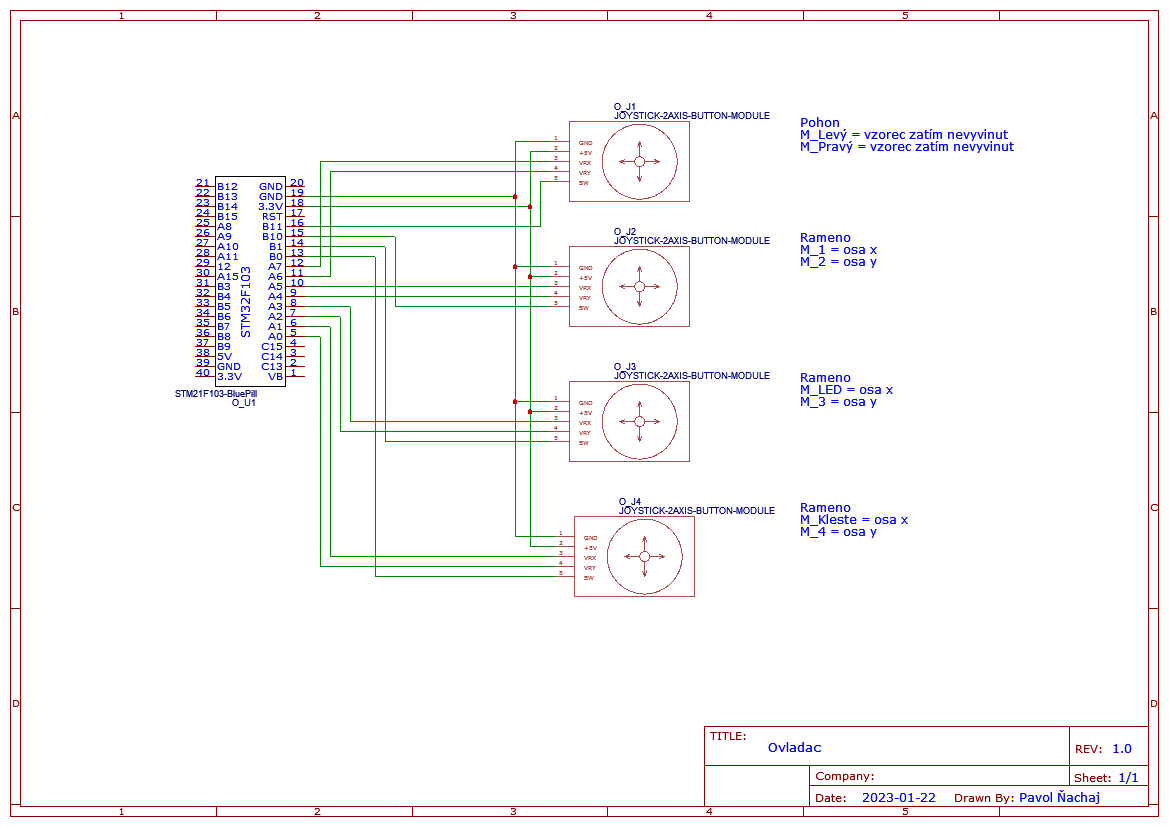 1 2 3 4 5
A A
B B
C C
D D
O_J1
JOYSTICK-2AXIS-BUTTON-MODULE
1 GND
2 +5V
3 VRX
4 VRY
5 SW
Pohon
M_Levý = vzorec zatím nevyvinut
M_Pravý = vzorec zatím nevyvinut
21 B12 GND 20
22 B13 GND 19
23 B14 3.3V 18
24 B15 RST 17
25 A8 B11 16
26 A9 B10 15
27 A10 B1 14
28 A11 B0 13
29 12 A7 12
30 A15 A6 11
31 B3 A5 10
32 B4 A4 9
33 B5 A3 8
34 B6 A2 7
35 B7 A1 6
36 B8 A0 5
37 B9 C15 4
38 5V C14 3
39 GND C13 2
40 3.3V VB 1
STM32F103
STM21F103-BluePill
O_U1
O_J2
JOYSTICK-2AXIS-BUTTON-MODULE
1 GND
2 +5V
3 VRX
4 VRY
5 SW
Rameno
M_1 = osa x
M_2 = osa y
O_J3
JOYSTICK-2AXIS-BUTTON-MODULE
1 GND
2 +5V
3 VRX
4 VRY
5 SW
Rameno
M_LED = osa x
M_3 = osa y
O_J4
JOYSTICK-2AXIS-BUTTON-MODULE
1 GND
2 +5V
3 VRX
4 VRY
5 SW
Rameno
M_Kleste = osa x
M_4 = osa y
TITLE:
Ovladac
REV: 1.0
Company:
Sheet: 1/1
Date: 2023-01-22 Drawn By: Pavol Ňachaj
1 2 3 4 5